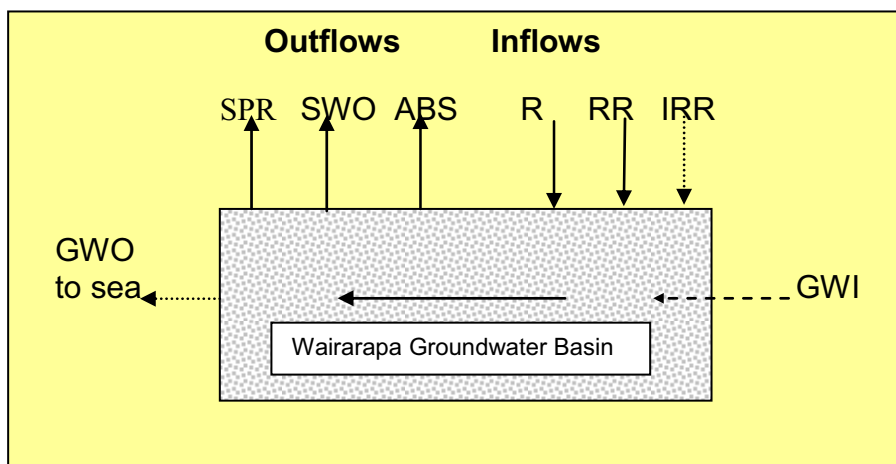 Outflows Inflows
SPR SWO ABS R RR IRR
GWO
to sea
GWI
Wairarapa Groundwater Basin